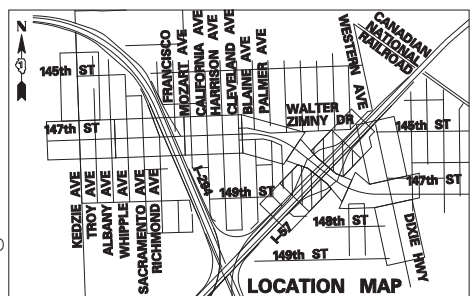 N
CANADIAN
NATIONAL
RAILROAD
WESTERN AVE
FRANCISCO
MOZART AVE
CALIFORNIA AVE
HARRISON AVE
CLEVELAND AVE
BLAINE AVE
PALMER AVE
145th ST
WALTER
ZIMNY DR
147th ST
145th ST
I-294
149th ST
147th ST
KEDZIE AVE
TROY AVE
ALBANY AVE
WHIPPLE AVE
SACRAMENTO AVE
RICHMOND AVE
I-57
148th ST
DIXIE HWY
149th ST
LOCATION MAP